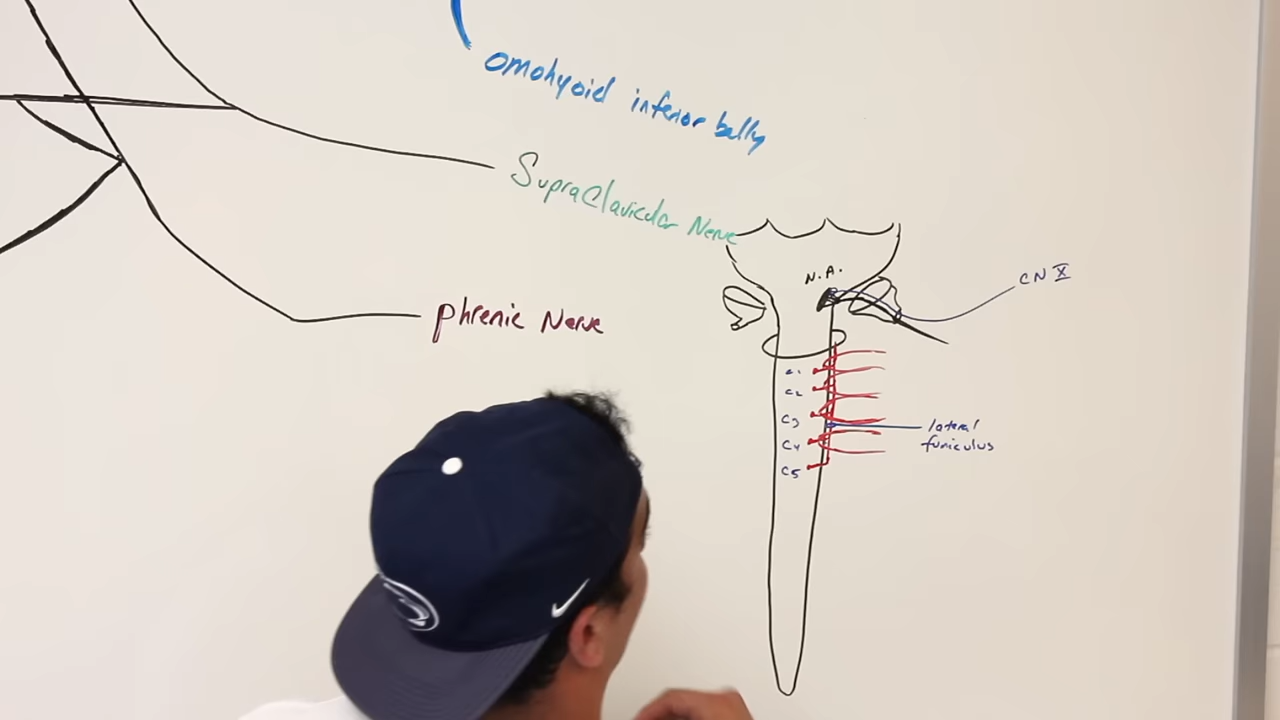 omohyoid inferior belly
Supraclavicular Nerve
Phrenic Nerve
N.A.
CN X
C1
C2
C3
C4
C5
lateral
funiculus